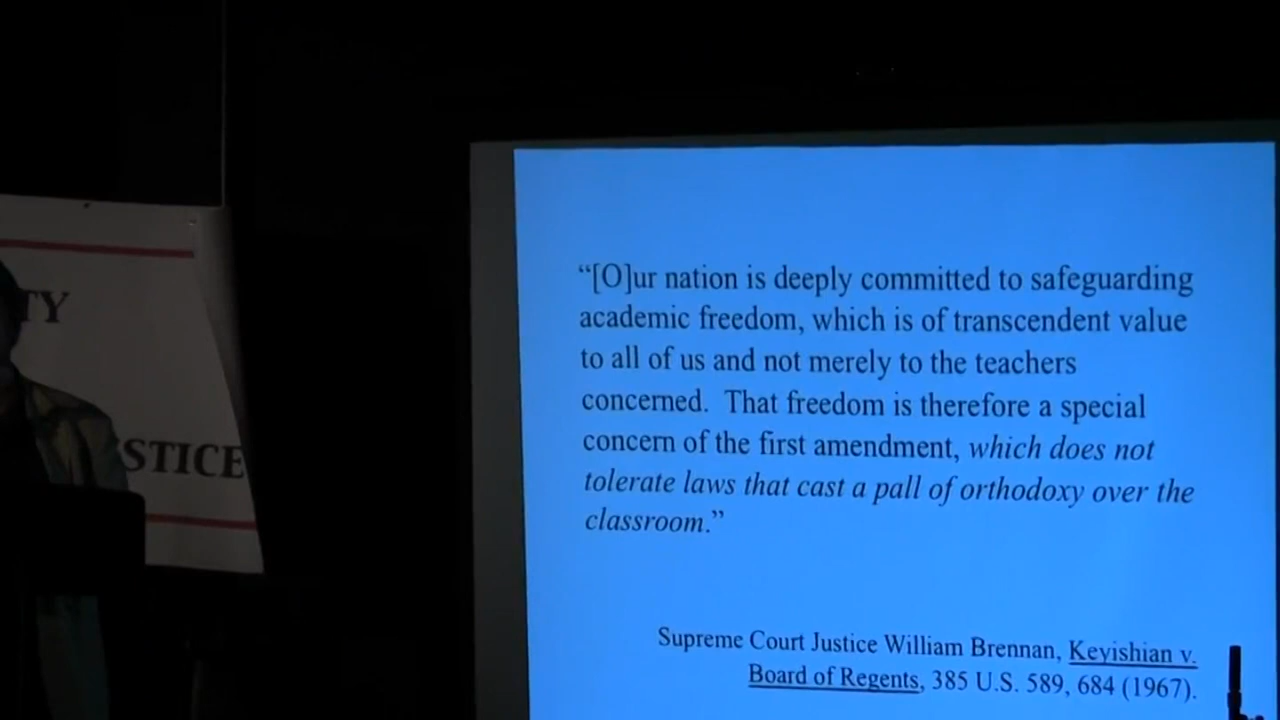 TY
STICE
“[O]ur nation is deeply committed to safeguarding
academic freedom, which is of transcendent value
to all of us and not merely to the teachers
concerned.  That freedom is therefore a special
concern of the first amendment, which does not
tolerate laws that cast a pall of orthodoxy over the
classroom.”
Supreme Court Justice William Brennan, Keyishian v.
Board of Regents, 385 U.S. 589, 684 (1967).